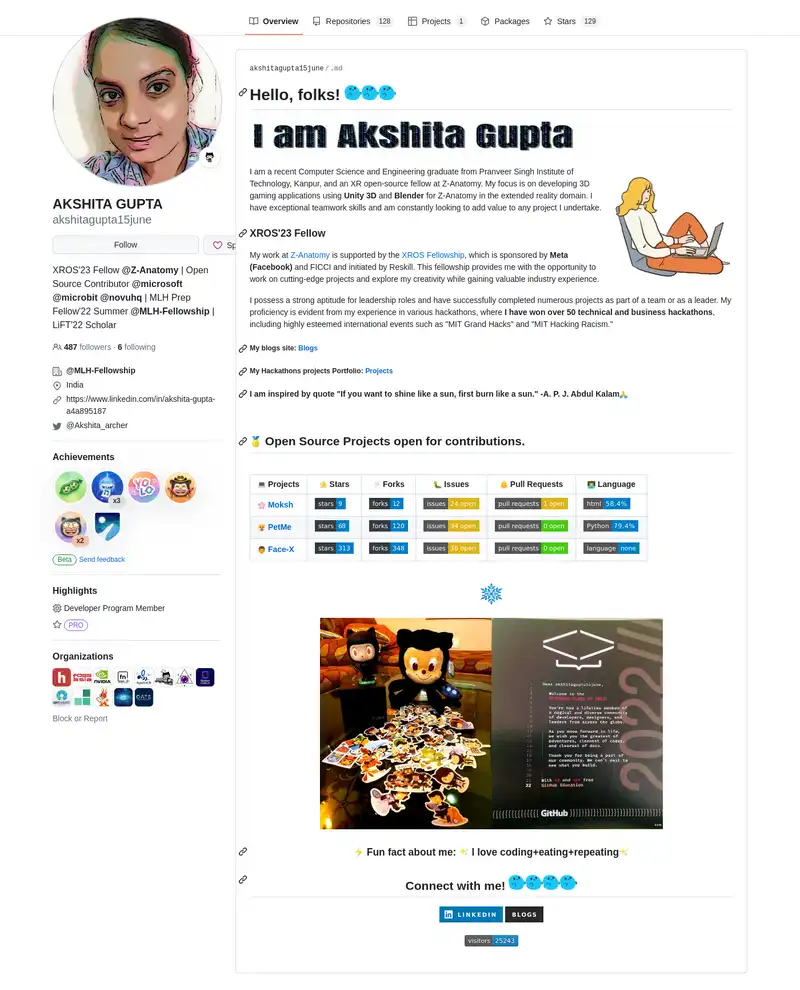 Overview
Repositories 128
Projects 1
Packages
Stars 129
AKSHITA GUPTA
akshitagupta15june
Follow
Sp
XROS'23 Fellow @Z-Anatomy | Open
Source Contributor @microsoft
@microbit @novuhq | MLH Prep
Fellow'22 Summer @MLH-Fellowship |
LiFT'22 Scholar
487 followers · 6 following
@MLH-Fellowship
India
https://www.linkedin.com/in/akshita-gupta-
a4a895187
@Akshita_archer
Achievements
YOLO
x3
x2
Beta Send feedback
Highlights
Developer Program Member
PRO
Organizations
Block or Report
akshitagupta15june/.md
Hello, folks!
I am Akshita Gupta
I am a recent Computer Science and Engineering graduate from Pranveer Singh Institute of
Technology, Kanpur, and an XR open-source fellow at Z-Anatomy. My focus is on developing 3D
gaming applications using Unity 3D and Blender for Z-Anatomy in the extended reality domain. I
have exceptional teamwork skills and am constantly looking to add value to any project I undertake.
XROS'23 Fellow
My work at Z-Anatomy is supported by the XROS Fellowship, which is sponsored by Meta
(Facebook) and FICCI and initiated by Reskill. This fellowship provides me with the opportunity to
work on cutting-edge projects and explore my creativity while gaining valuable industry experience.
I possess a strong aptitude for leadership roles and have successfully completed numerous projects as part of a team or as a leader. My
proficiency is evident from my experience in various hackathons, where I have won over 50 technical and business hackathons,
including highly esteemed international events such as "MIT Grand Hacks" and "MIT Hacking Racism."
My blogs site: Blogs
My Hackathons projects Portfolio: Projects
I am inspired by quote "If you want to shine like a sun, first burn like a sun." -A. P. J. Abdul Kalam🙏
🏅 Open Source Projects open for contributions.
Projects Stars Forks Issues Pull Requests Language
Moksh stars 9 forks 12 issues 24 open pull requests 1 open html 58.4%
PetMe stars 68 forks 120 issues 34 open pull requests 0 open Python 79.4%
Face-X stars 313 forks 348 issues 36 open pull requests 0 open language none
Dear akshitagupta15june,
Welcome to the
You're now a lifetime member of
a magical and diverse community
of developers, designers, and
leaders from across the globe.
As you move forward in life,
we wish you the greatest of
adventures, cleanest of code,
and clearest of docs.
Thank you for being a part of
our community. We can't wait to
see what you build.
GitHub Education
2022
GitHub
⚡ Fun fact about me: ✨ I love coding+eating+repeating✨
Connect with me!
LINKEDIN BLOGS
visitors 25243